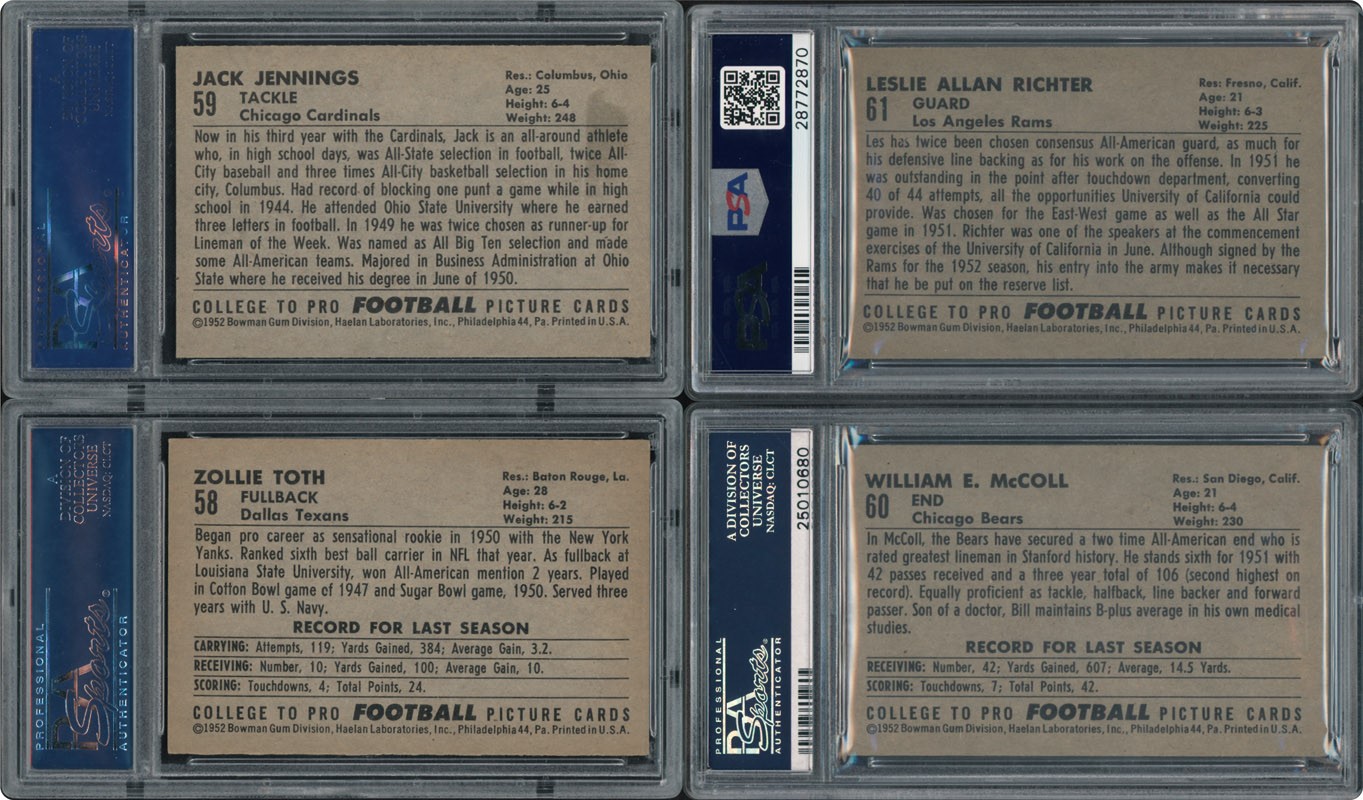 A
DIVISION OF
COLLECTORS
UNIVERSE
NASDAQ: CLCT
PROFESSIONAL
PSA
Sports
AUTHENTICATOR
JACK JENNINGS
59 TACKLE
Chicago Cardinals
Res.: Columbus, Ohio
Age: 25
Height: 6-4
Weight: 248
Now in his third year with the Cardinals, Jack is an all-around athlete
who, in high school days, was All-State selection in football, twice All-
City baseball and three times All-City basketball selection in his home
city, Columbus. Had record of blocking one punt a game while in high
school in 1944. He attended Ohio State University where he earned
three letters in football. In 1949 he was twice chosen as runner-up for
Lineman of the Week. Was named as All Big Ten selection and made
some All-American teams. Majored in Business Administration at Ohio
State where he received his degree in June of 1950.
COLLEGE TO PRO FOOTBALL PICTURE CARDS
©1952 Bowman Gum Division, Haelan Laboratories, Inc., Philadelphia 44, Pa. Printed in U.S.A.
28772870
PSA
PSA
LESLIE ALLAN RICHTER
61 GUARD
Los Angeles Rams
Res: Fresno, Calif.
Age: 21
Height: 6-3
Weight: 225
Les has twice been chosen consensus All-American guard, as much for
his defensive line backing as for his work on the offense. In 1951 he
was outstanding in the point after touchdown department, converting
40 of 44 attempts, all the opportunities University of California could
provide. Was chosen for the East-West game as well as the All Star
game in 1951. Richter was one of the speakers at the commencement
exercises of the University of California in June. Although signed by the
Rams for the 1952 season, his entry into the army makes it necessary
that he be put on the reserve list.
COLLEGE TO PRO FOOTBALL PICTURE CARDS
©1952 Bowman Gum Division, Haelan Laboratories, Inc., Philadelphia 44, Pa. Printed in U.S.A.
A
DIVISION OF
COLLECTORS
UNIVERSE
NASDAQ: CLCT
PROFESSIONAL
PSA
Sports®
AUTHENTICATOR
ZOLLIE TOTH
58 FULLBACK
Dallas Texans
Res.: Baton Rouge, La.
Age: 28
Height: 6-2
Weight: 215
Began pro career as sensational rookie in 1950 with the New York
Yanks. Ranked sixth best ball carrier in NFL that year. As fullback at
Louisiana State University, won All-American mention 2 years. Played
in Cotton Bowl game of 1947 and Sugar Bowl game, 1950. Served three
years with U. S. Navy.
RECORD FOR LAST SEASON
CARRYING: Attempts, 119; Yards Gained, 384; Average Gain, 3.2.
RECEIVING: Number, 10; Yards Gained, 100; Average Gain, 10.
SCORING: Touchdowns, 4; Total Points, 24.
COLLEGE TO PRO FOOTBALL PICTURE CARDS
©1952 Bowman Gum Division, Haelan Laboratories, Inc., Philadelphia 44, Pa. Printed in U.S.A.
A DIVISION OF
COLLECTORS
UNIVERSE
NASDAQ: CLCT
25010680
PROFESSIONAL
PSA
Sports®
AUTHENTICATOR
WILLIAM E. McCOLL
60 END
Chicago Bears
Res.: San Diego, Calif.
Age: 21
Height: 6-4
Weight: 230
In McColl, the Bears have secured a two time All-American end who is
rated greatest lineman in Stanford history. He stands sixth for 1951 with
42 passes received and a three year total of 106 (second highest on
record). Equally proficient as tackle, halfback, line backer and forward
passer. Son of a doctor, Bill maintains B-plus average in his own medical
studies.
RECORD FOR LAST SEASON
RECEIVING: Number, 42; Yards Gained, 607; Average, 14.5 Yards.
SCORING: Touchdowns, 7; Total Points, 42.
COLLEGE TO PRO FOOTBALL PICTURE CARDS
©1952 Bowman Gum Division, Haelan Laboratories, Inc., Philadelphia 44, Pa. Printed in U.S.A.